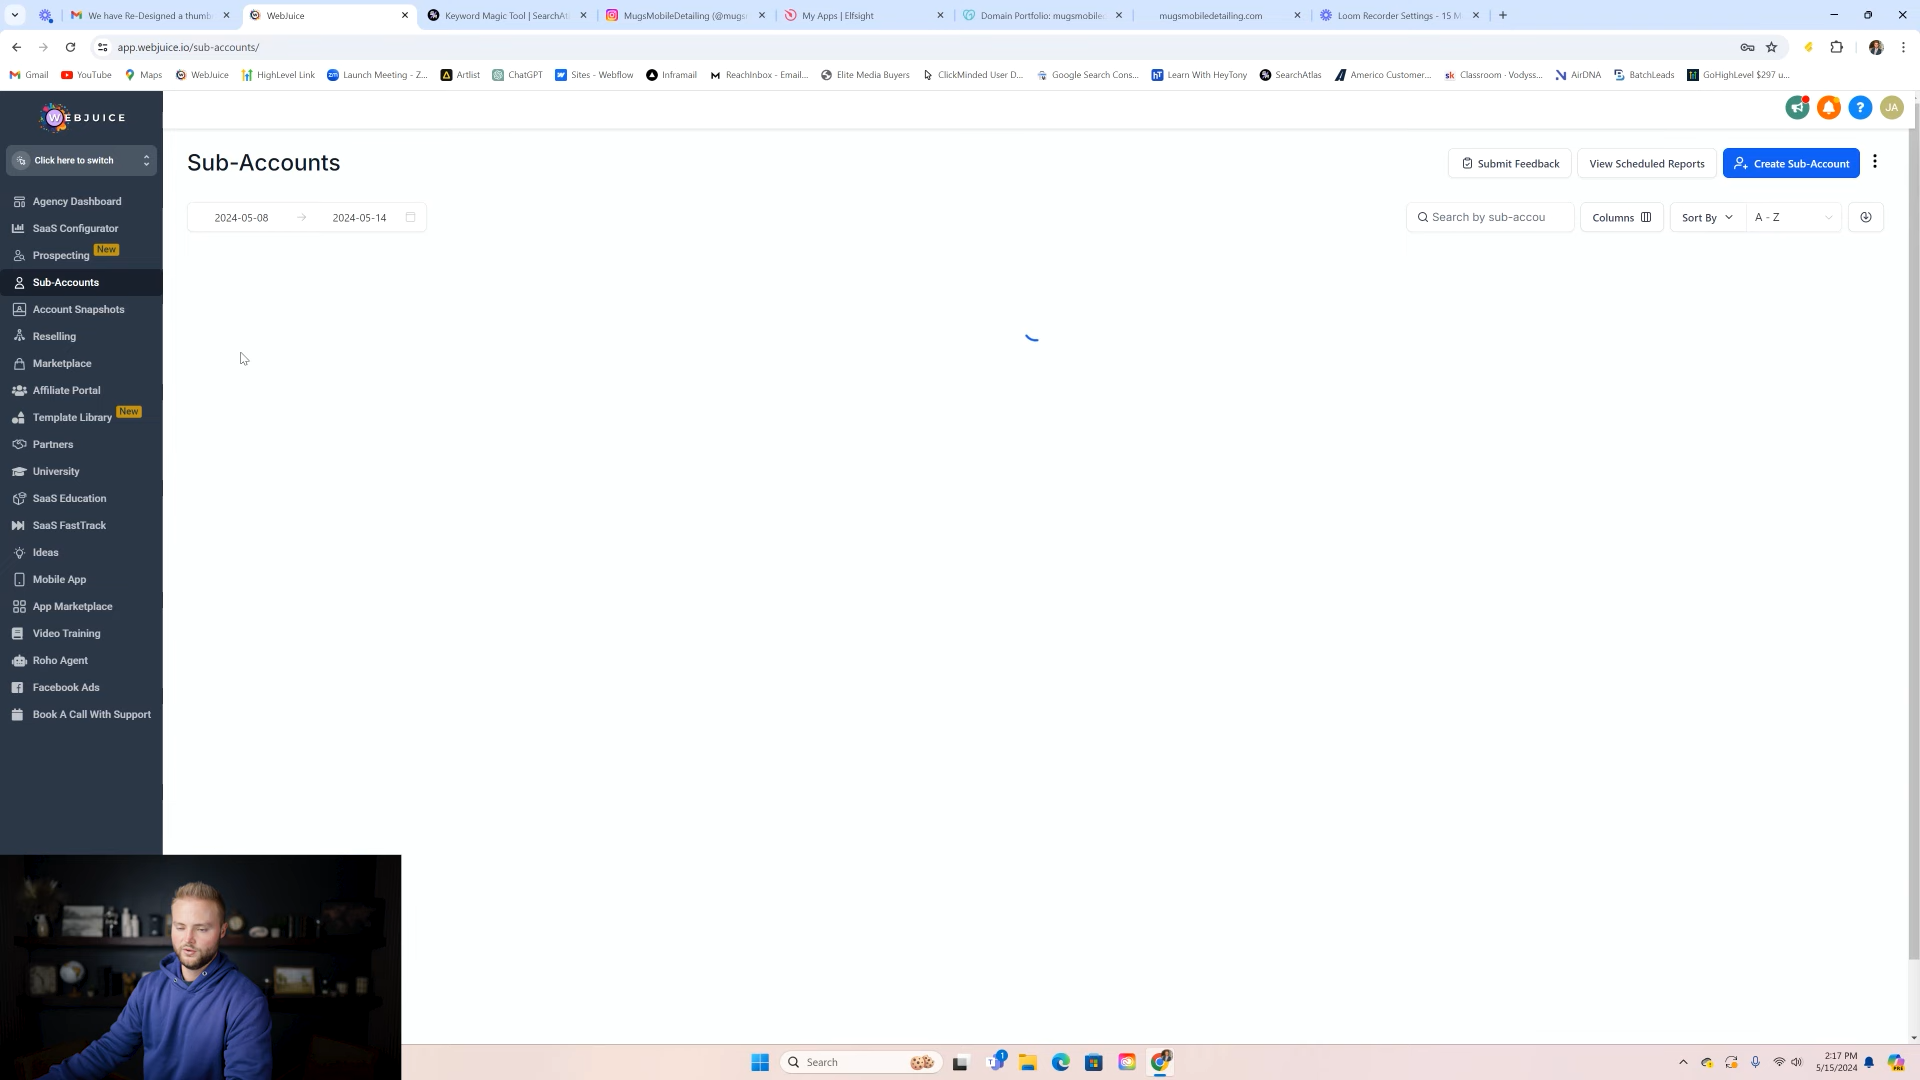 We have Re-Designed a thumb
WebJuice
Keyword Magic Tool | SearchAt
MugsMobileDetailing (@mugs
My Apps | Elfsight
Domain Portfolio: mugsmobile
mugsmobiledetailing.com
Loom Recorder Settings - 15 M
app.webjuice.io/sub-accounts/
Gmail
YouTube
Maps
WebJuice
HighLevel Link
Launch Meeting - Z...
Artlist
ChatGPT
Sites - Webflow
Inframail
ReachInbox - Email...
Elite Media Buyers
ClickMinded User D...
Google Search Cons...
Learn With HeyTony
SearchAtlas
Americo Customer...
Classroom · Vodyss...
AirDNA
BatchLeads
GoHighLevel $297 u...
WEBJUICE
JA
Click here to switch
Agency Dashboard
SaaS Configurator
Prospecting New
Sub-Accounts
Account Snapshots
Reselling
Marketplace
Affiliate Portal
Template Library New
Partners
University
SaaS Education
SaaS FastTrack
Ideas
Mobile App
App Marketplace
Video Training
Roho Agent
Facebook Ads
Book A Call With Support
Sub-Accounts
Submit Feedback
View Scheduled Reports
Create Sub-Account
2024-05-08
2024-05-14
Search by sub-accou
Columns
Sort By
A - Z
Search
1
2:17 PM
5/15/2024
PRE